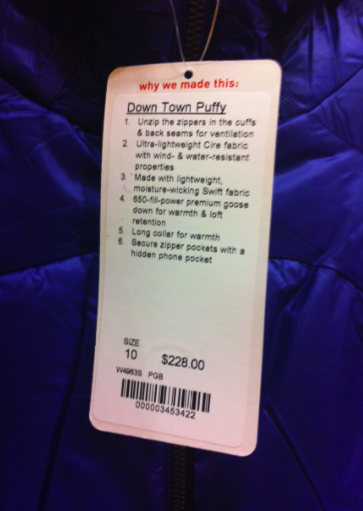 why we made this:
Down Town Puffy
1. Unzip the zippers in the cuffs
& back seams for ventilation
2. Ultra-lightweight Cire fabric
with wind- & water-resistant
properties
3. Made with lightweight,
moisture-wicking Swift fabric
4. 650-fill-power premium goose
down for warmth & loft
retention
5. Long collar for warmth
6. Secure zipper pockets with a
hidden phone pocket
SIZE
10 $228.00
W4963S PGB
000003453422